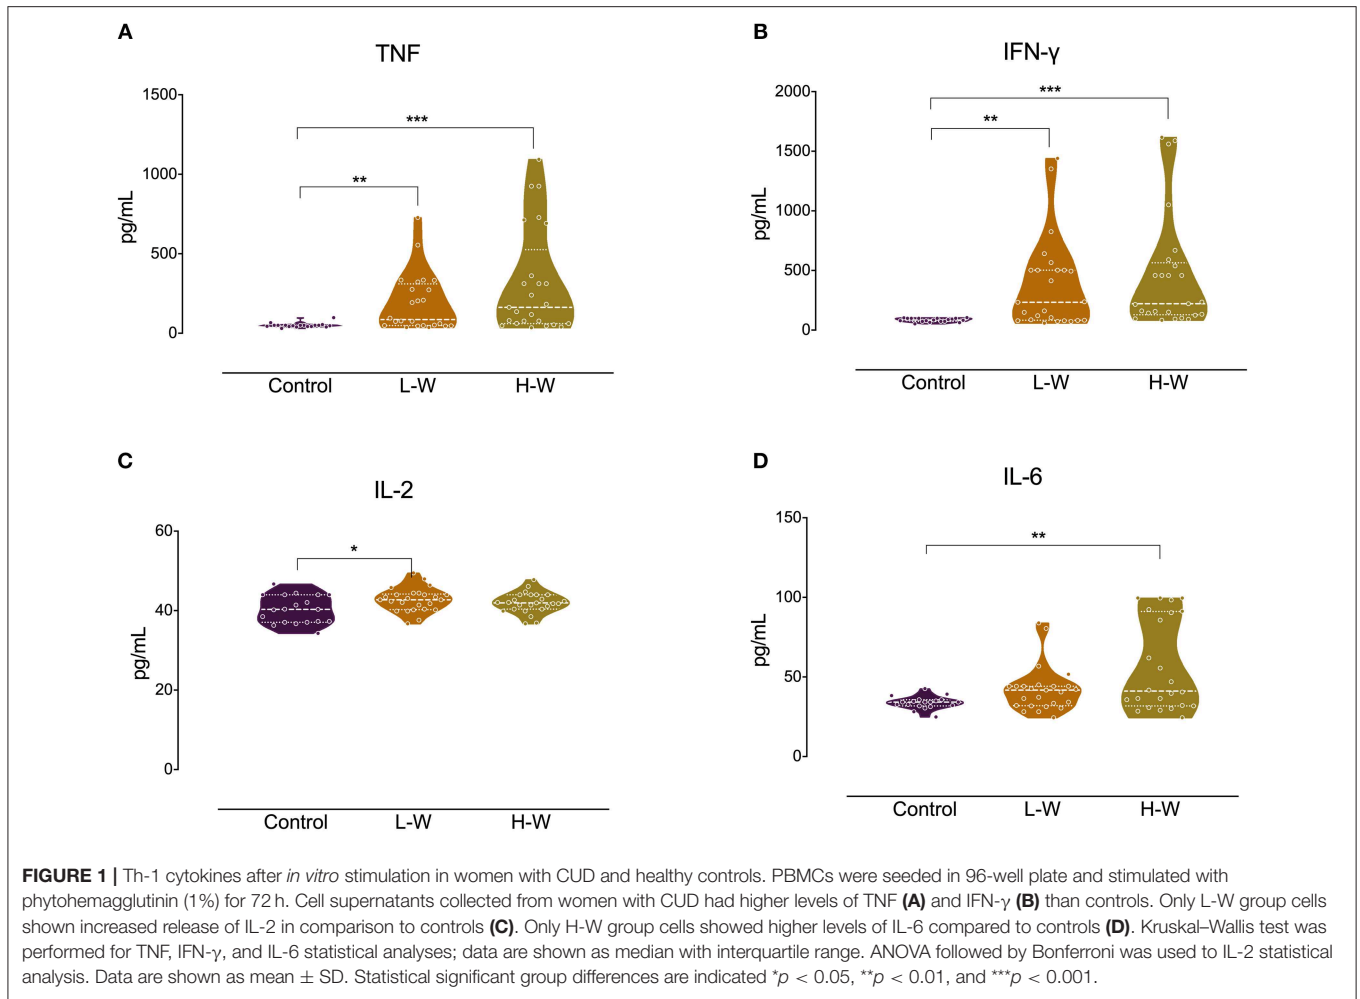 A
TNF
1500
1000
500
0
pg/mL
***
**
Control
L-W
H-W
B
IFN-γ
2000
1500
1000
500
0
pg/mL
***
**
Control
L-W
H-W
C
IL-2
60
40
20
0
pg/mL
*
Control
L-W
H-W
D
IL-6
150
100
50
0
pg/mL
**
Control
L-W
H-W
FIGURE 1 | Th-1 cytokines after in vitro stimulation in women with CUD and healthy controls. PBMCs were seeded in 96-well plate and stimulated with
phytohemagglutinin (1%) for 72 h. Cell supernatants collected from women with CUD had higher levels of TNF (A) and IFN-γ (B) than controls. Only L-W group cells
shown increased release of IL-2 in comparison to controls (C). Only H-W group cells showed higher levels of IL-6 compared to controls (D). Kruskal–Wallis test was
performed for TNF, IFN-γ, and IL-6 statistical analyses; data are shown as median with interquartile range. ANOVA followed by Bonferroni was used to IL-2 statistical
analysis. Data are shown as mean ± SD. Statistical significant group differences are indicated *p < 0.05, **p < 0.01, and ***p < 0.001.